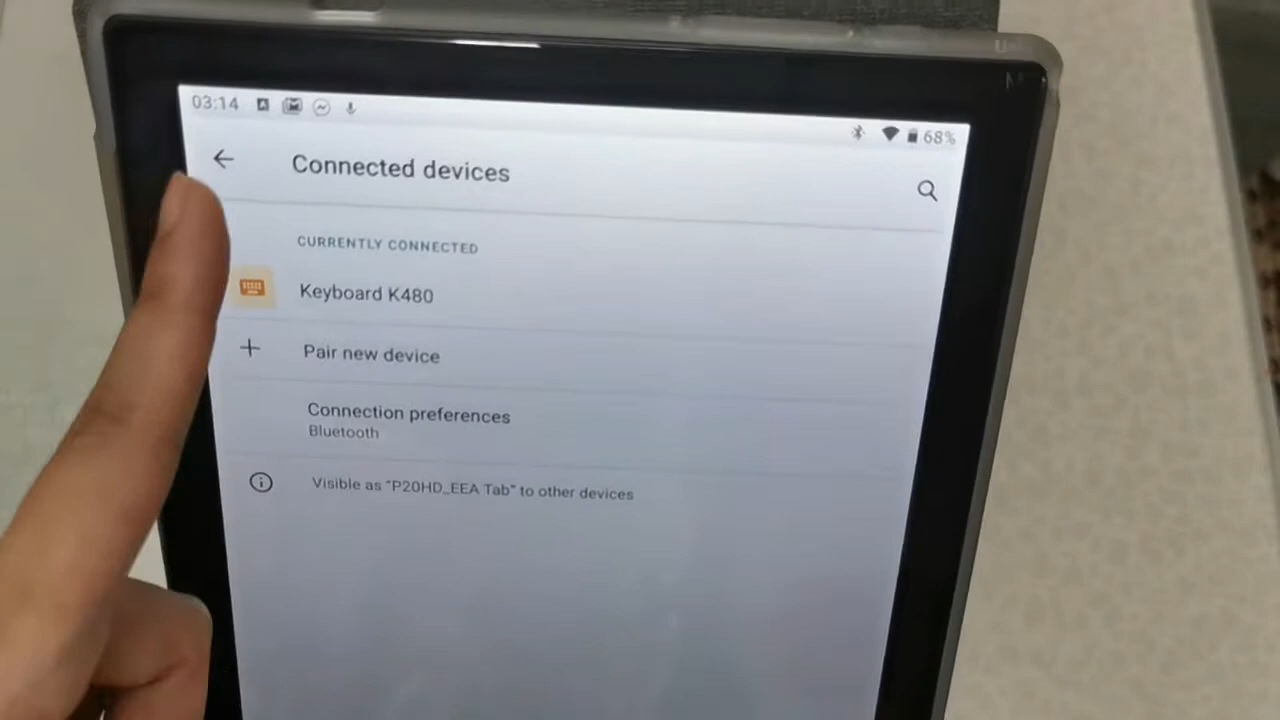 03:14
68%
Connected devices
CURRENTLY CONNECTED
Keyboard K480
Pair new device
Connection preferences
Bluetooth
Visible as "P20HD_EEA Tab" to other devices